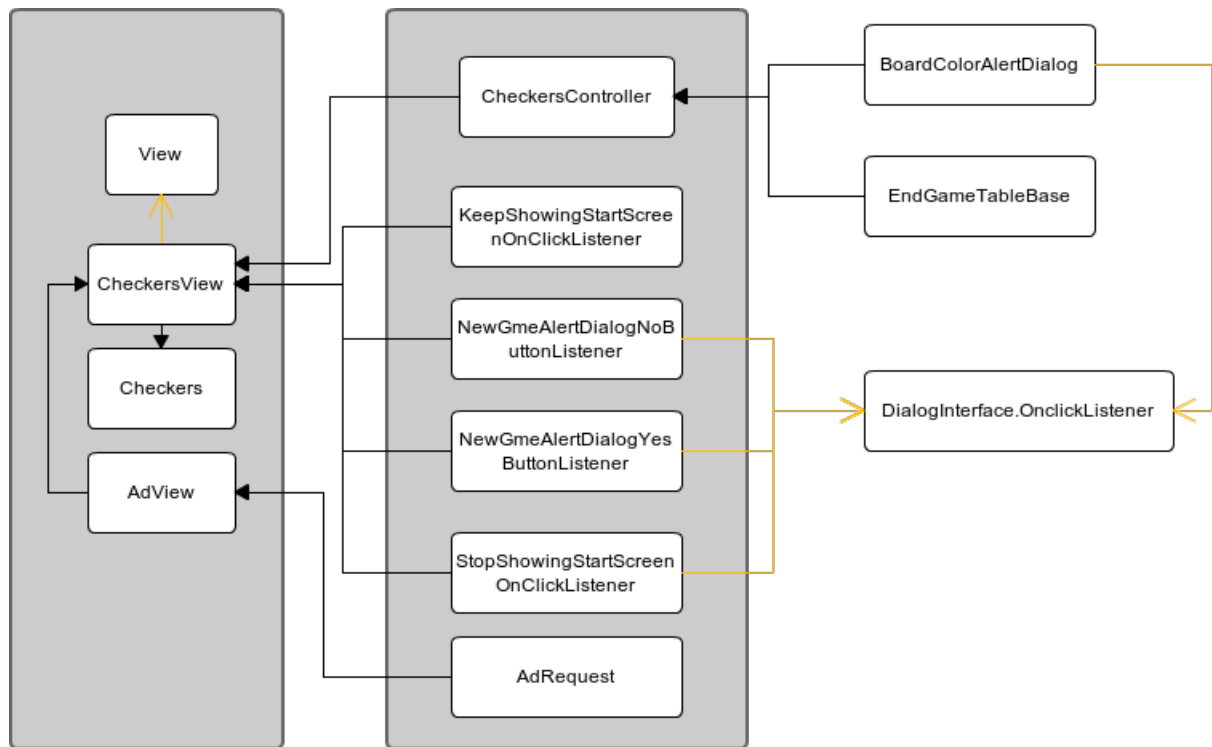 View
CheckersView
Checkers
AdView
CheckersController
KeepShowingStartScree
nOnClickListener
NewGmeAlertDialogNoB
uttonListener
NewGmeAlertDialogYes
ButtonListener
StopShowingStartScreen
OnClickListener
AdRequest
BoardColorAlertDialog
EndGameTableBase
DialogInterface.OnclickListener